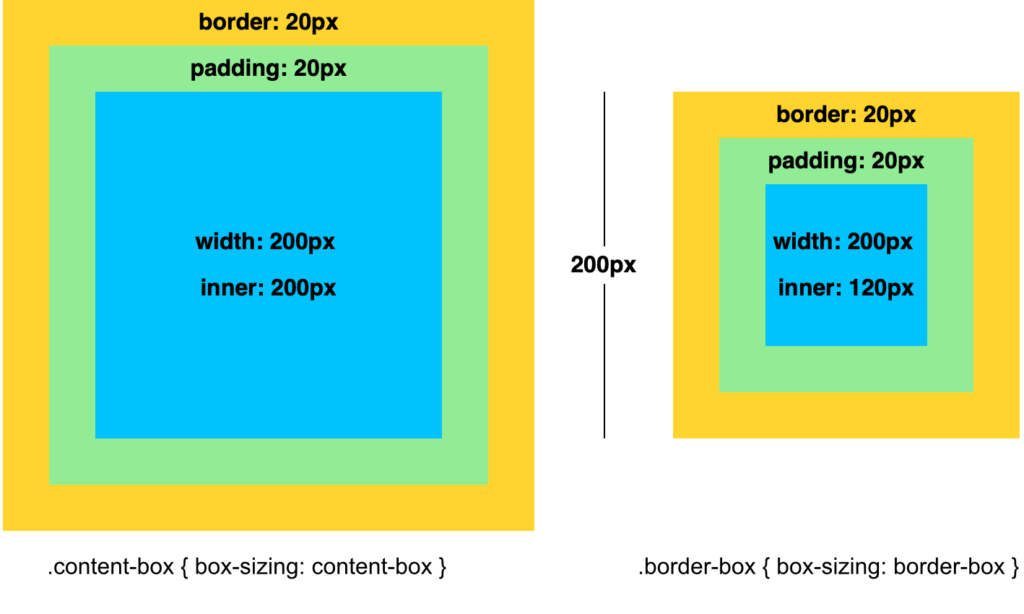 border: 20px
padding: 20px
width: 200px
inner: 200px
200px
border: 20px
padding: 20px
width: 200px
inner: 120px
.content-box { box-sizing: content-box }
.border-box { box-sizing: border-box }